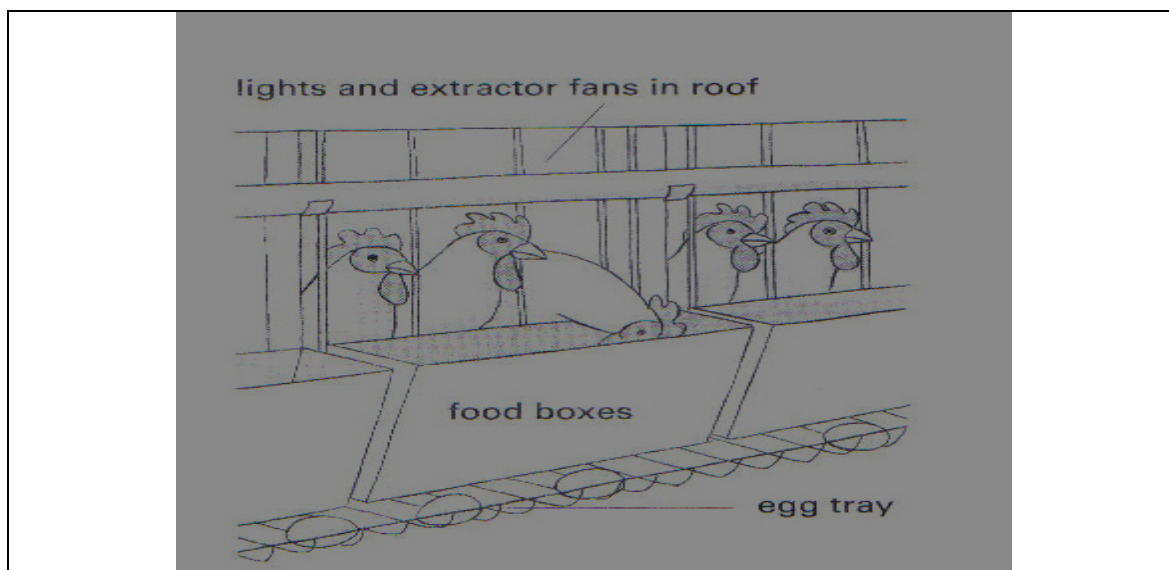 lights and extractor fans in roof
food boxes
egg tray